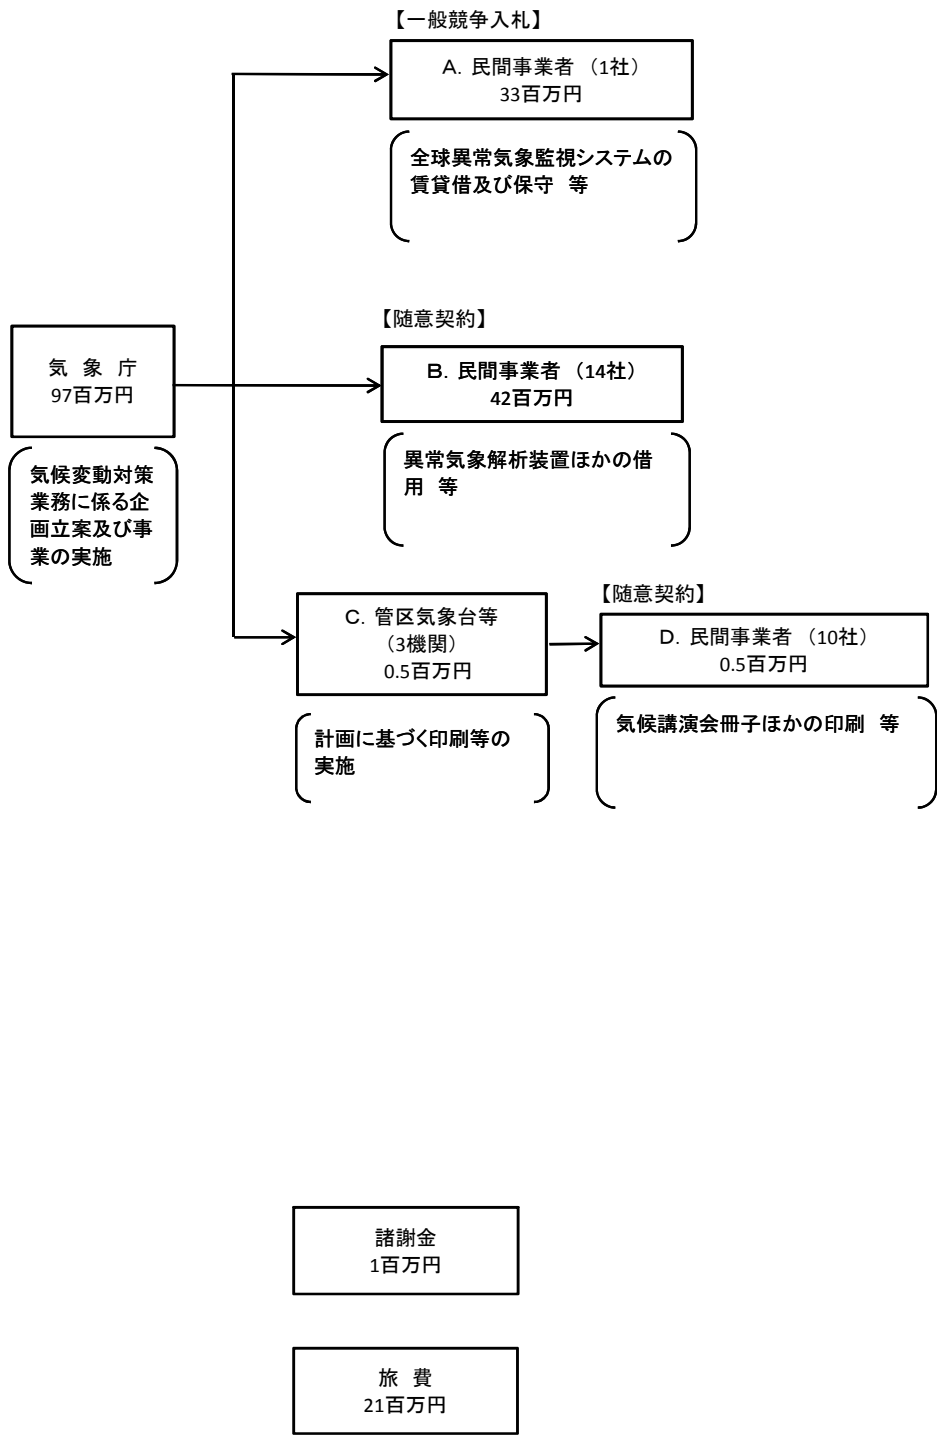 【一般競争入札】
A．民間事業者 （1社）
33百万円
全球異常気象監視システムの
賃貸借及び保守　等
【随意契約】
気　象　庁
97百万円
B．民間事業者 （14社）
42百万円
気候変動対策
業務に係る企
画立案及び事
業の実施
異常気象解析装置ほかの借
用　等
【随意契約】
C．管区気象台等
（3機関）
0.5百万円
D．民間事業者 （10社）
0.5百万円
計画に基づく印刷等の
実施
気候講演会冊子ほかの印刷　等
諸謝金
1百万円
旅　費
21百万円